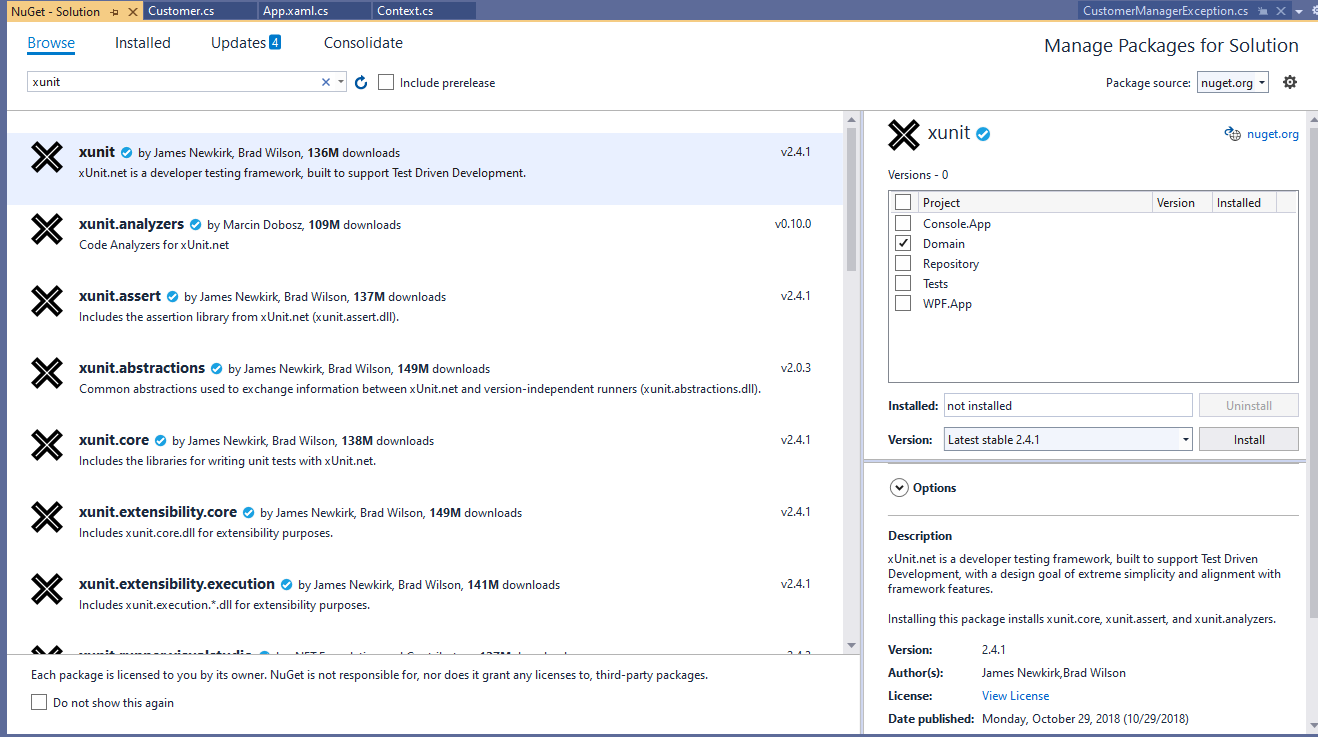 NuGet - Solution
Customer.cs
App.xaml.cs
Context.cs
CustomerManagerException.cs
Browse
Installed
Updates 4
Consolidate
Manage Packages for Solution
xunit
Include prerelease
Package source: nuget.org
xunit by James Newkirk, Brad Wilson, 136M downloads
v2.4.1
xUnit.net is a developer testing framework, built to support Test Driven Development.
xunit.analyzers by Marcin Dobosz, 109M downloads
v0.10.0
Code Analyzers for xUnit.net
xunit.assert by James Newkirk, Brad Wilson, 137M downloads
v2.4.1
Includes the assertion library from xUnit.net (xunit.assert.dll).
xunit.abstractions by James Newkirk, Brad Wilson, 149M downloads
v2.0.3
Common abstractions used to exchange information between xUnit.net and version-independent runners (xunit.abstractions.dll).
xunit.core by James Newkirk, Brad Wilson, 138M downloads
v2.4.1
Includes the libraries for writing unit tests with xUnit.net.
xunit.extensibility.core by James Newkirk, Brad Wilson, 149M downloads
v2.4.1
Includes xunit.core.dll for extensibility purposes.
xunit.extensibility.execution by James Newkirk, Brad Wilson, 141M downloads
v2.4.1
Includes xunit.execution.*.dll for extensibility purposes.
Each package is licensed to you by its owner. NuGet is not responsible for, nor does it grant any licenses to, third-party packages.
Do not show this again
xunit
nuget.org
Versions - 0
Project Version Installed
Console.App
Domain
Repository
Tests
WPF.App
Installed: not installed Uninstall
Version: Latest stable 2.4.1 Install
Options
Description
xUnit.net is a developer testing framework, built to support Test Driven
Development, with a design goal of extreme simplicity and alignment with
framework features.
Installing this package installs xunit.core, xunit.assert, and xunit.analyzers.
Version: 2.4.1
Author(s): James Newkirk,Brad Wilson
License: View License
Date published: Monday, October 29, 2018 (10/29/2018)